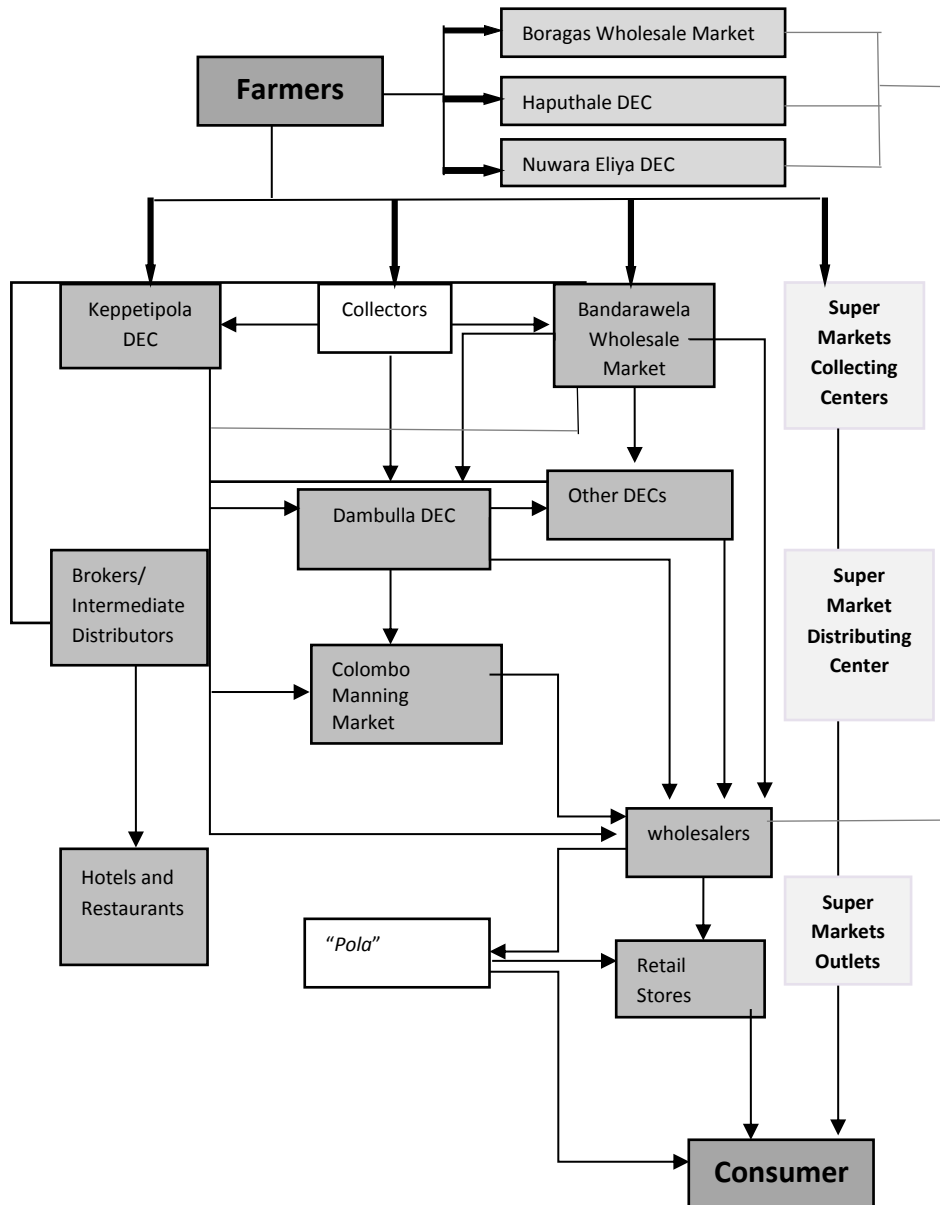 Boragas Wholesale Market
Farmers
Haputhale DEC
Nuwara Eliya DEC
Keppetipola
DEC
Collectors
Bandarawela
Wholesale
Market
Super
Markets
Collecting
Centers
Dambulla DEC
Other DECs
Brokers/
Intermediate
Distributors
Super
Market
Distributing
Center
Colombo
Manning
Market
wholesalers
Hotels and
Restaurants
Super
Markets
Outlets
“Pola”
Retail
Stores
Consumer